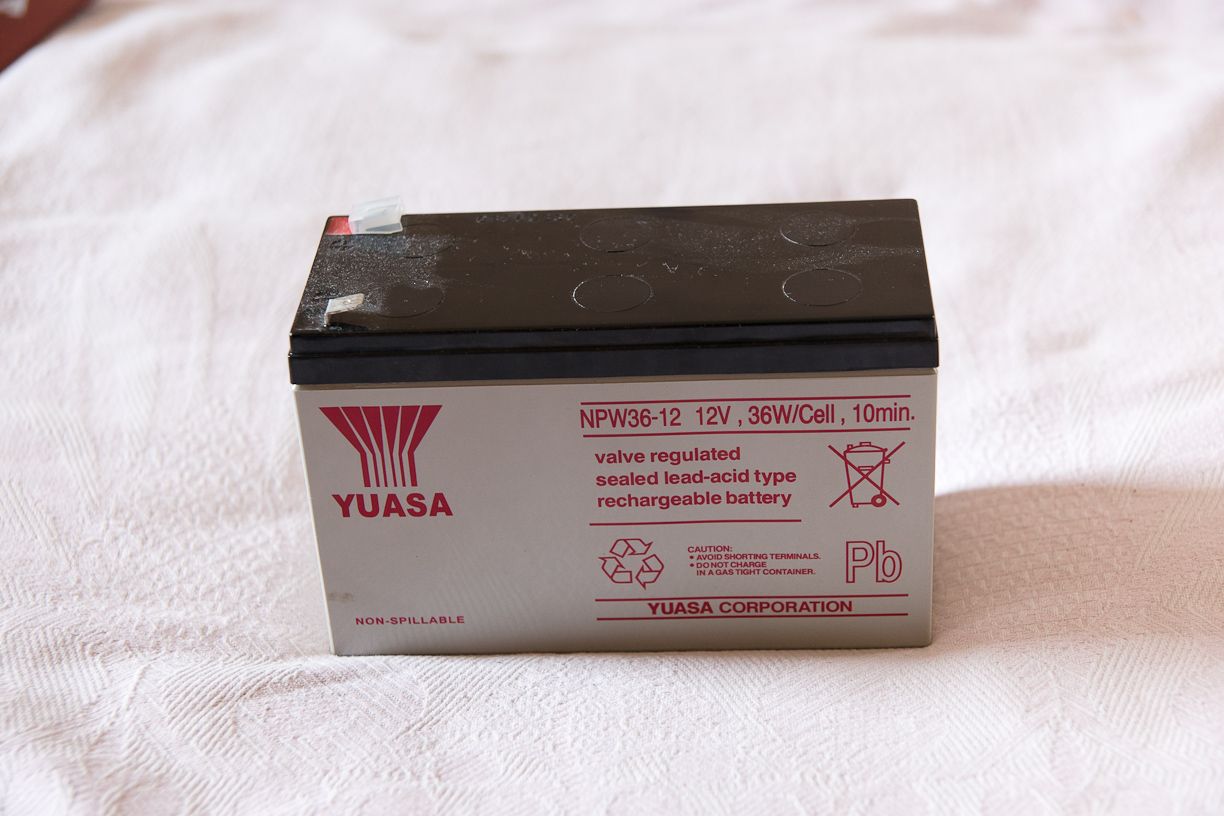 +
YUASA
NON-SPILLABLE
NPW36-12 12V , 36W/Cell , 10min.
valve regulated
sealed lead-acid type
rechargeable battery
CAUTION:
• AVOID SHORTING TERMINALS.
• DO NOT CHARGE
IN A GAS TIGHT CONTAINER.
Pb
YUASA CORPORATION